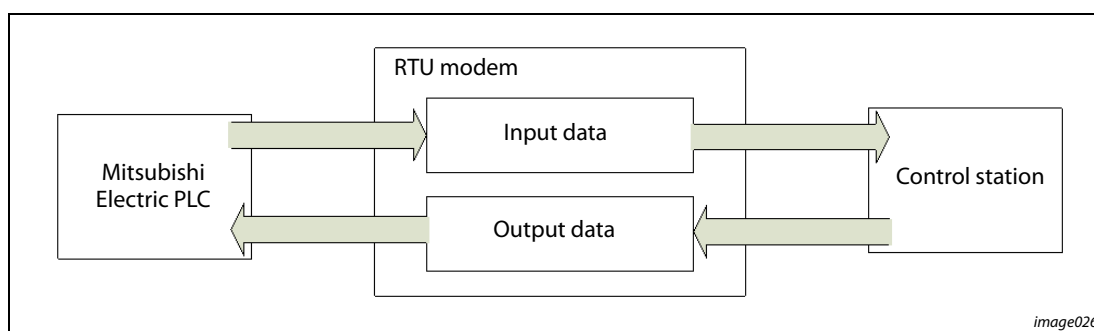 RTU modem
Input data
Mitsubishi
Electric PLC
Control station
Output data
image026